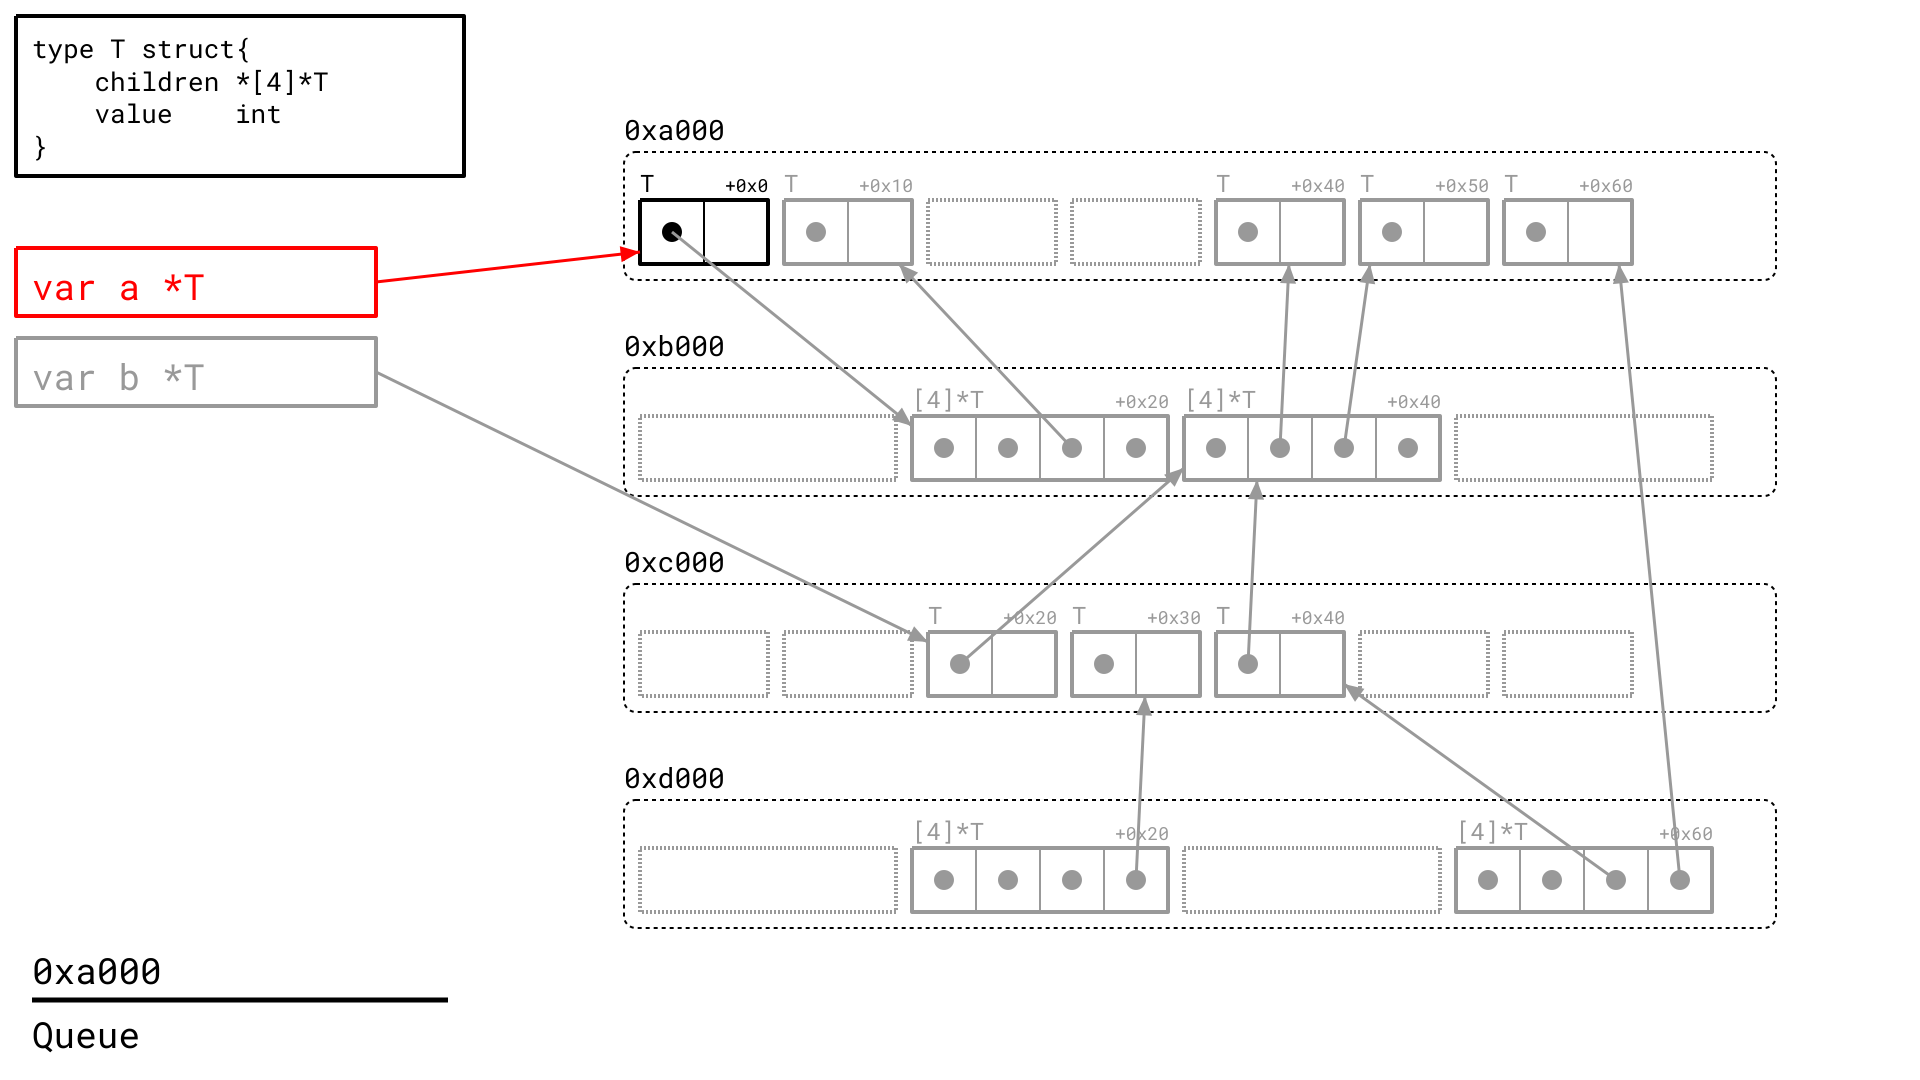 type T struct{
    children *[4]*T
    value    int
}
var a *T
var b *T
0xa000
T +0x0 T +0x10 T +0x40 T +0x50 T +0x60
0xb000
[4]*T +0x20 [4]*T +0x40
0xc000
T +0x20 T +0x30 T +0x40
0xd000
[4]*T +0x20 [4]*T +0x60
0xa000
Queue